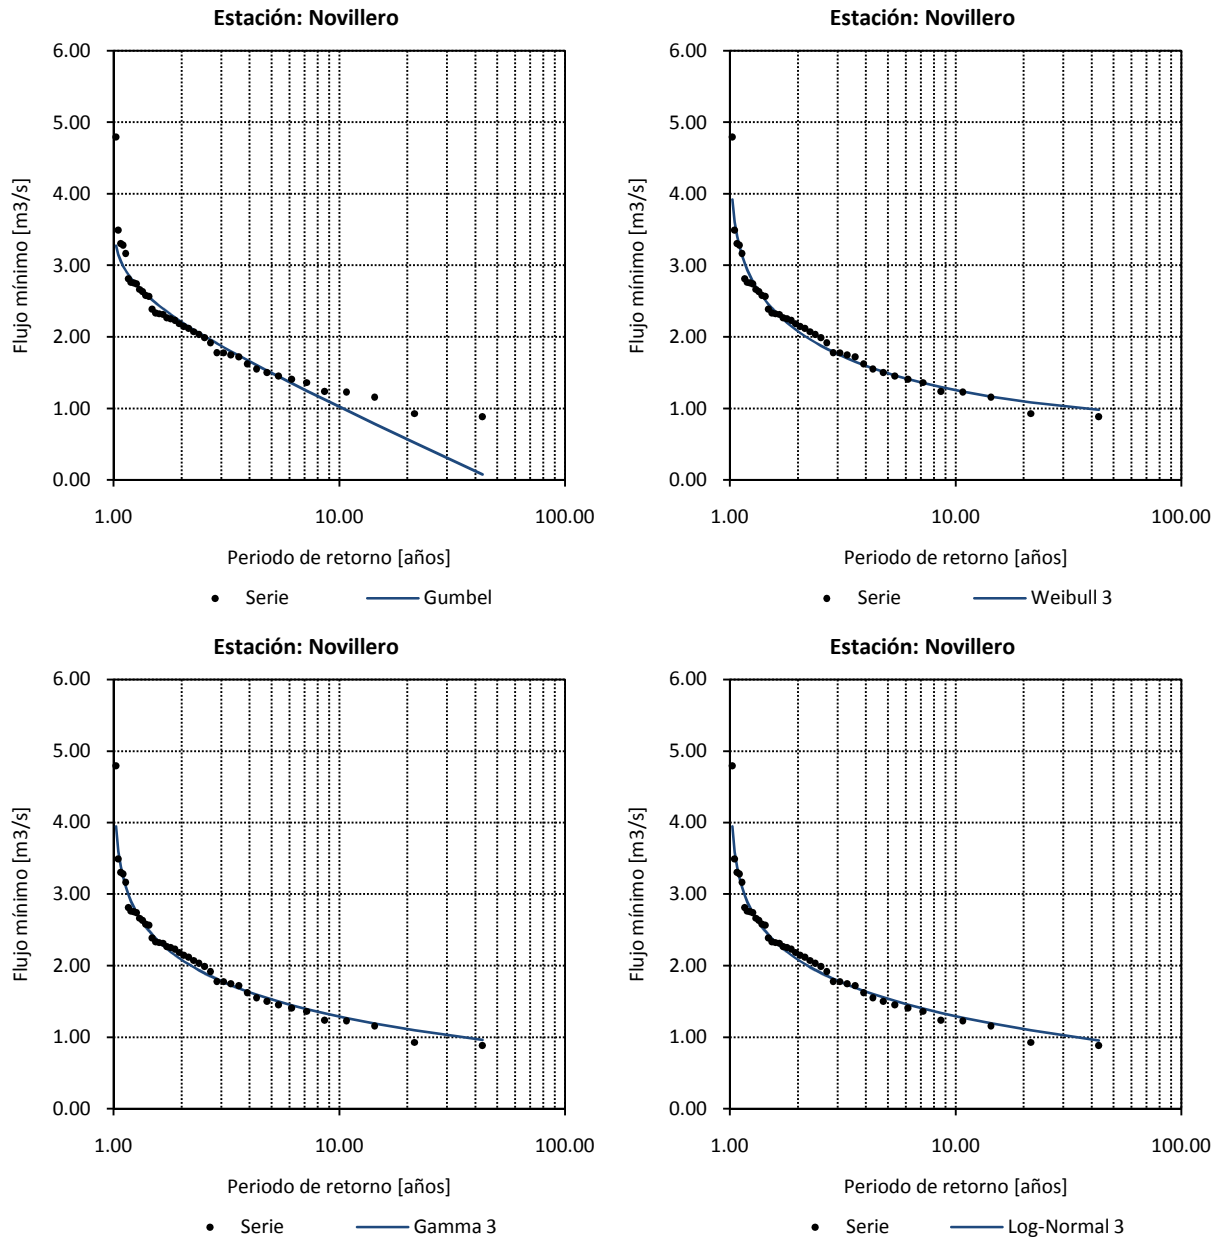 Estación: Novillero
6.00
5.00
4.00
3.00
2.00
1.00
0.00
Flujo mínimo [m3/s]
1.00 10.00 100.00
Periodo de retorno [años]
Serie Gumbel
Estación: Novillero
6.00
5.00
4.00
3.00
2.00
1.00
0.00
Flujo mínimo [m3/s]
1.00 10.00 100.00
Periodo de retorno [años]
Serie Weibull 3
Estación: Novillero
6.00
5.00
4.00
3.00
2.00
1.00
0.00
Flujo mínimo [m3/s]
1.00 10.00 100.00
Periodo de retorno [años]
Serie Gamma 3
Estación: Novillero
6.00
5.00
4.00
3.00
2.00
1.00
0.00
Flujo mínimo [m3/s]
1.00 10.00 100.00
Periodo de retorno [años]
Serie Log-Normal 3